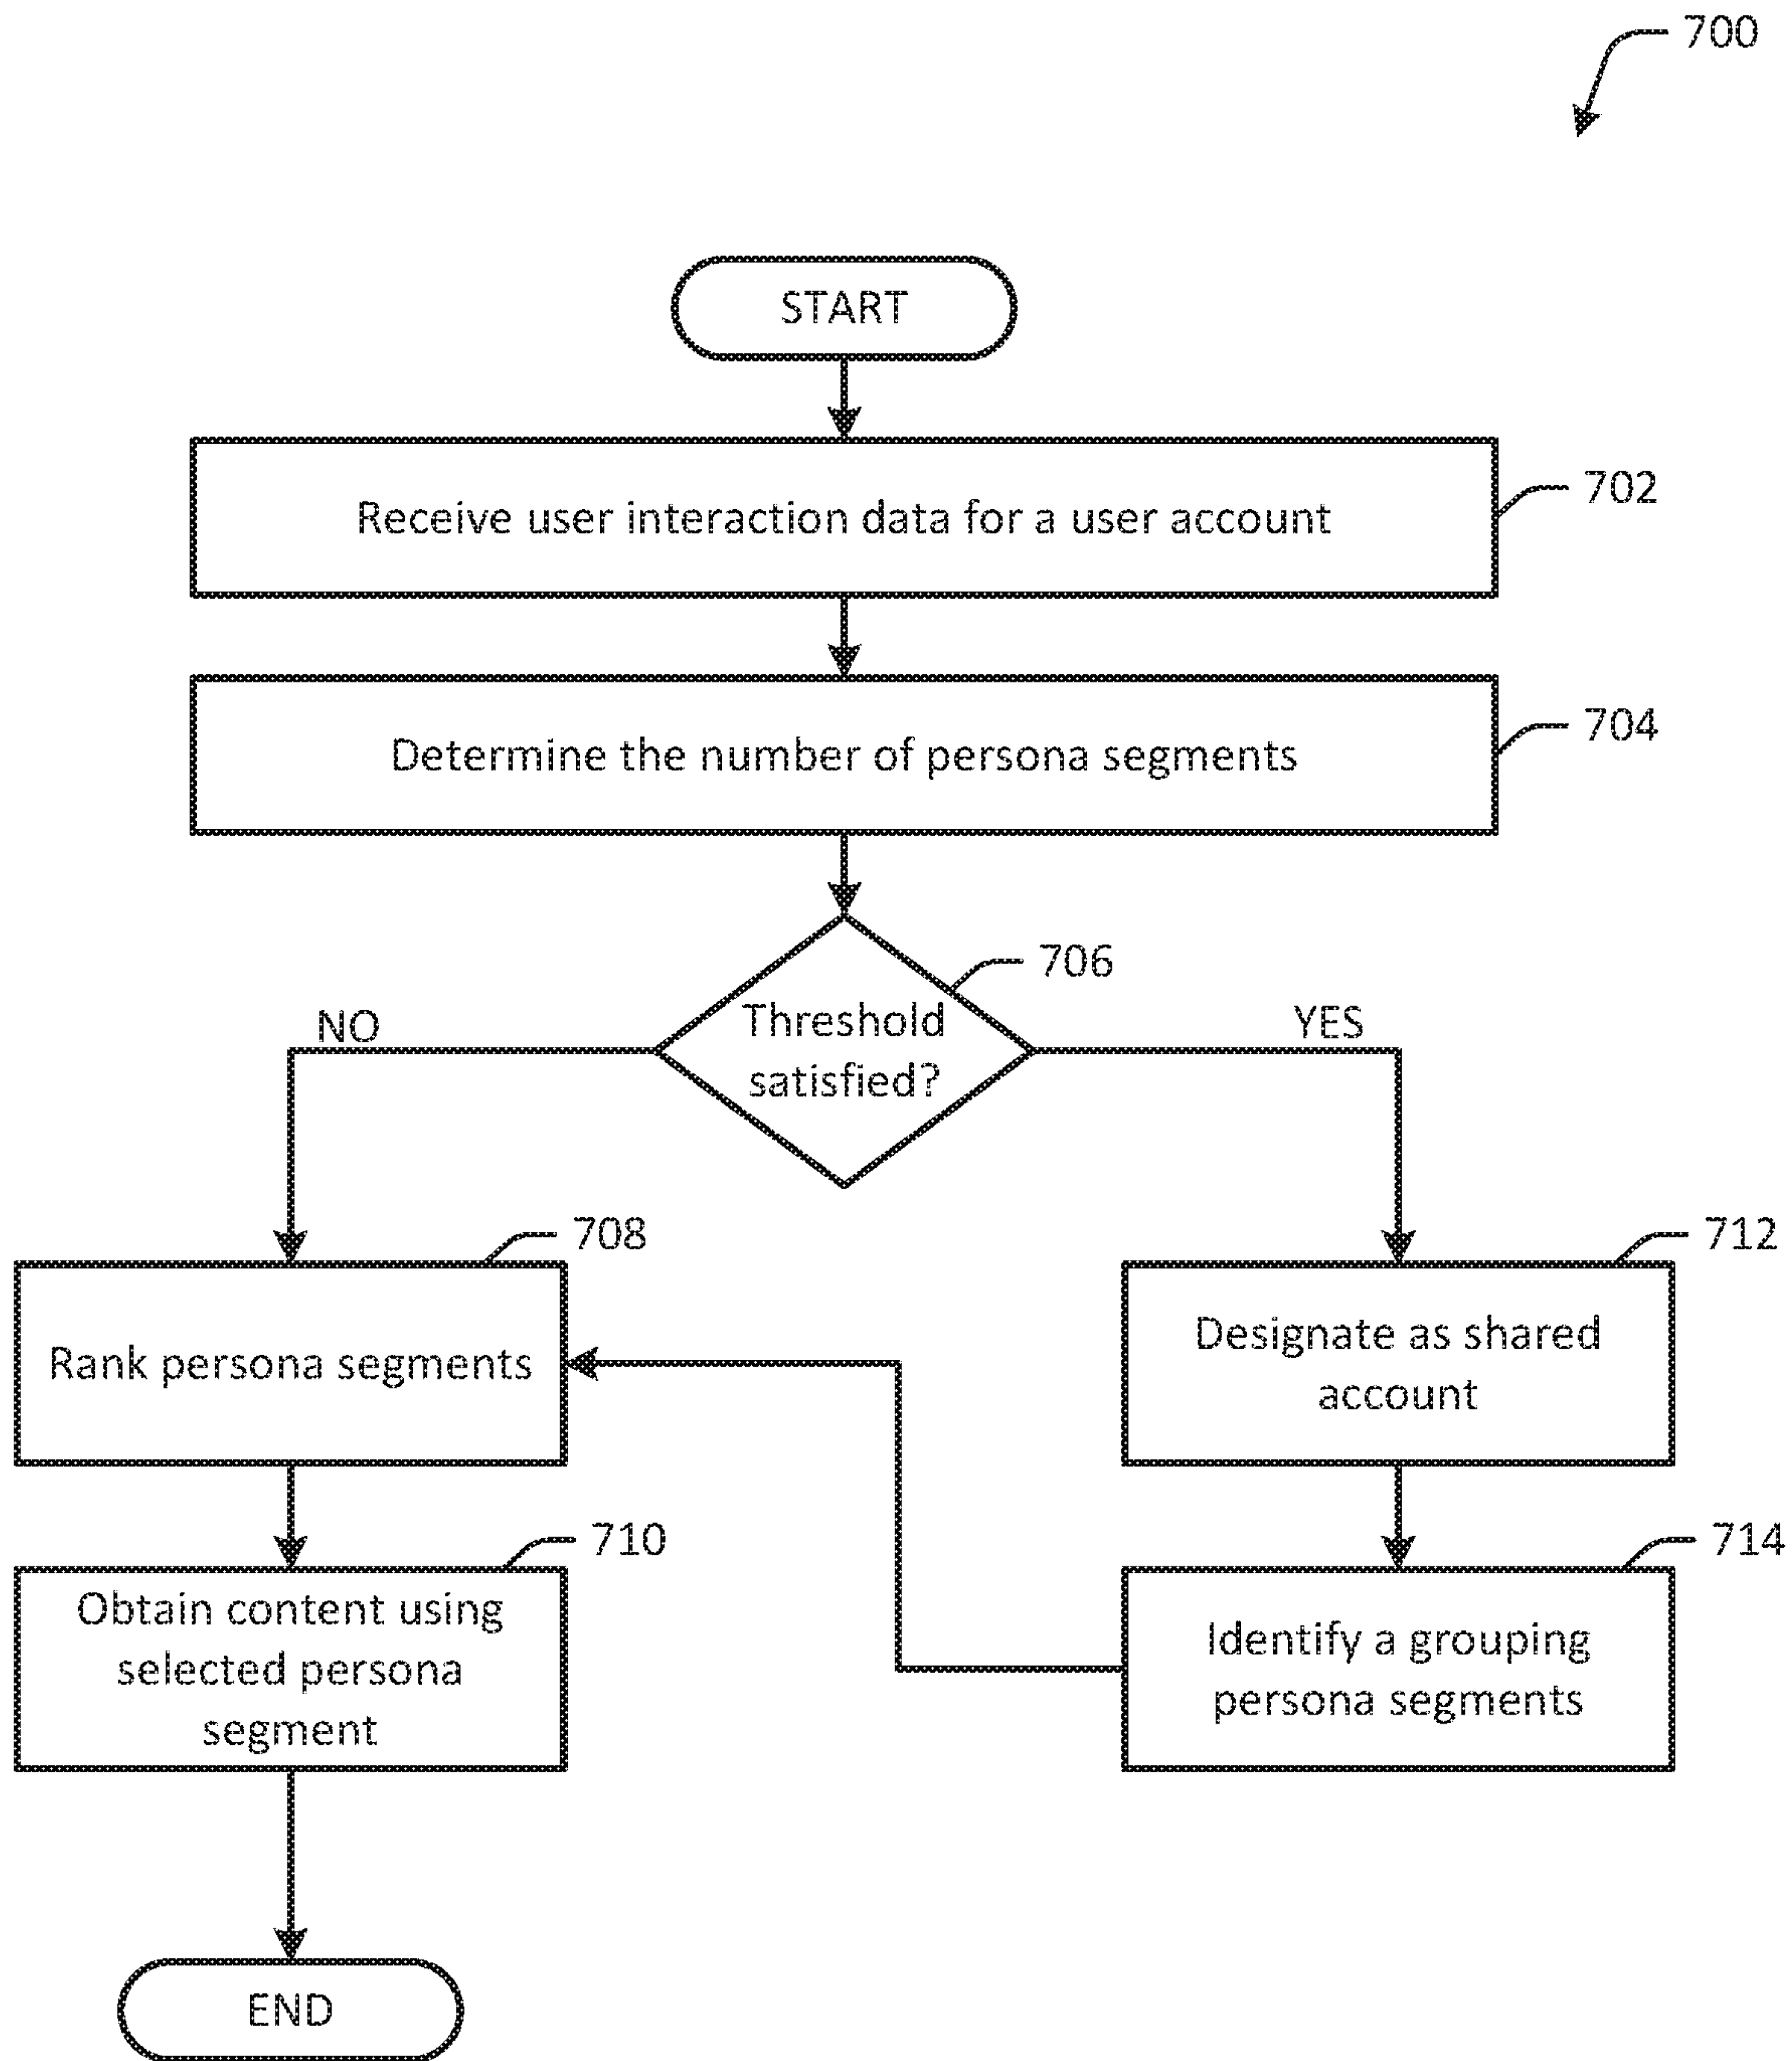 700
START
Receive user interaction data for a user account
702
Determine the number of persona segments
704
706
Threshold
satisfied?
NO
YES
708
Rank persona segments
712
Designate as shared
account
710
Obtain content using
selected persona
segment
714
Identify a grouping
persona segments
END